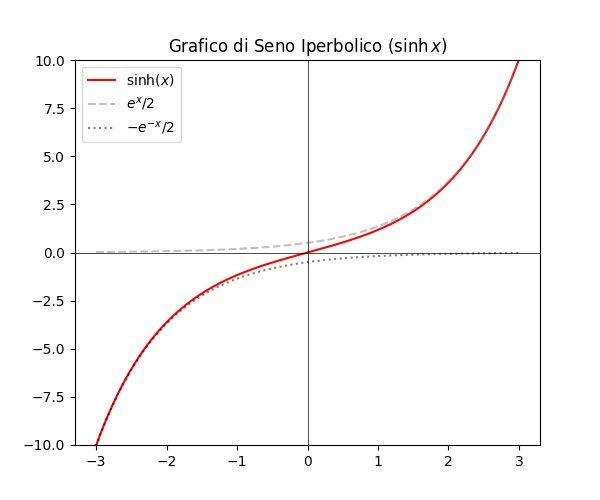 Grafico di Seno Iperbolico (sinh x)
sinh(x)
e^x/2
−e^{−x}/2
10.0
7.5
5.0
2.5
0.0
−2.5
−5.0
−7.5
−10.0
−3 −2 −1 0 1 2 3